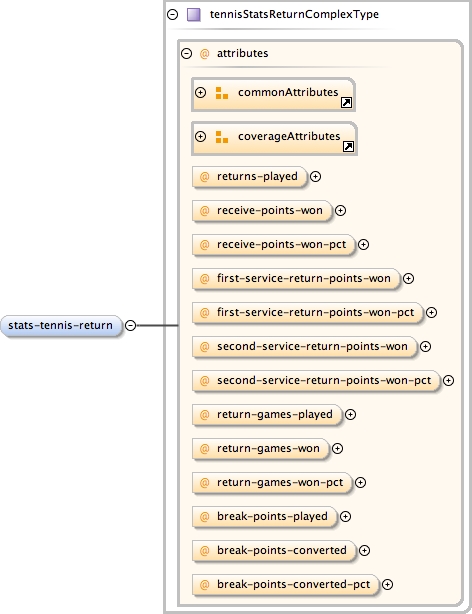 tennisStatsReturnComplexType
@ attributes
commonAttributes
coverageAttributes
@ returns-played
@ receive-points-won
@ receive-points-won-pct
@ first-service-return-points-won
@ first-service-return-points-won-pct
stats-tennis-return
@ second-service-return-points-won
@ second-service-return-points-won-pct
@ return-games-played
@ return-games-won
@ return-games-won-pct
@ break-points-played
@ break-points-converted
@ break-points-converted-pct